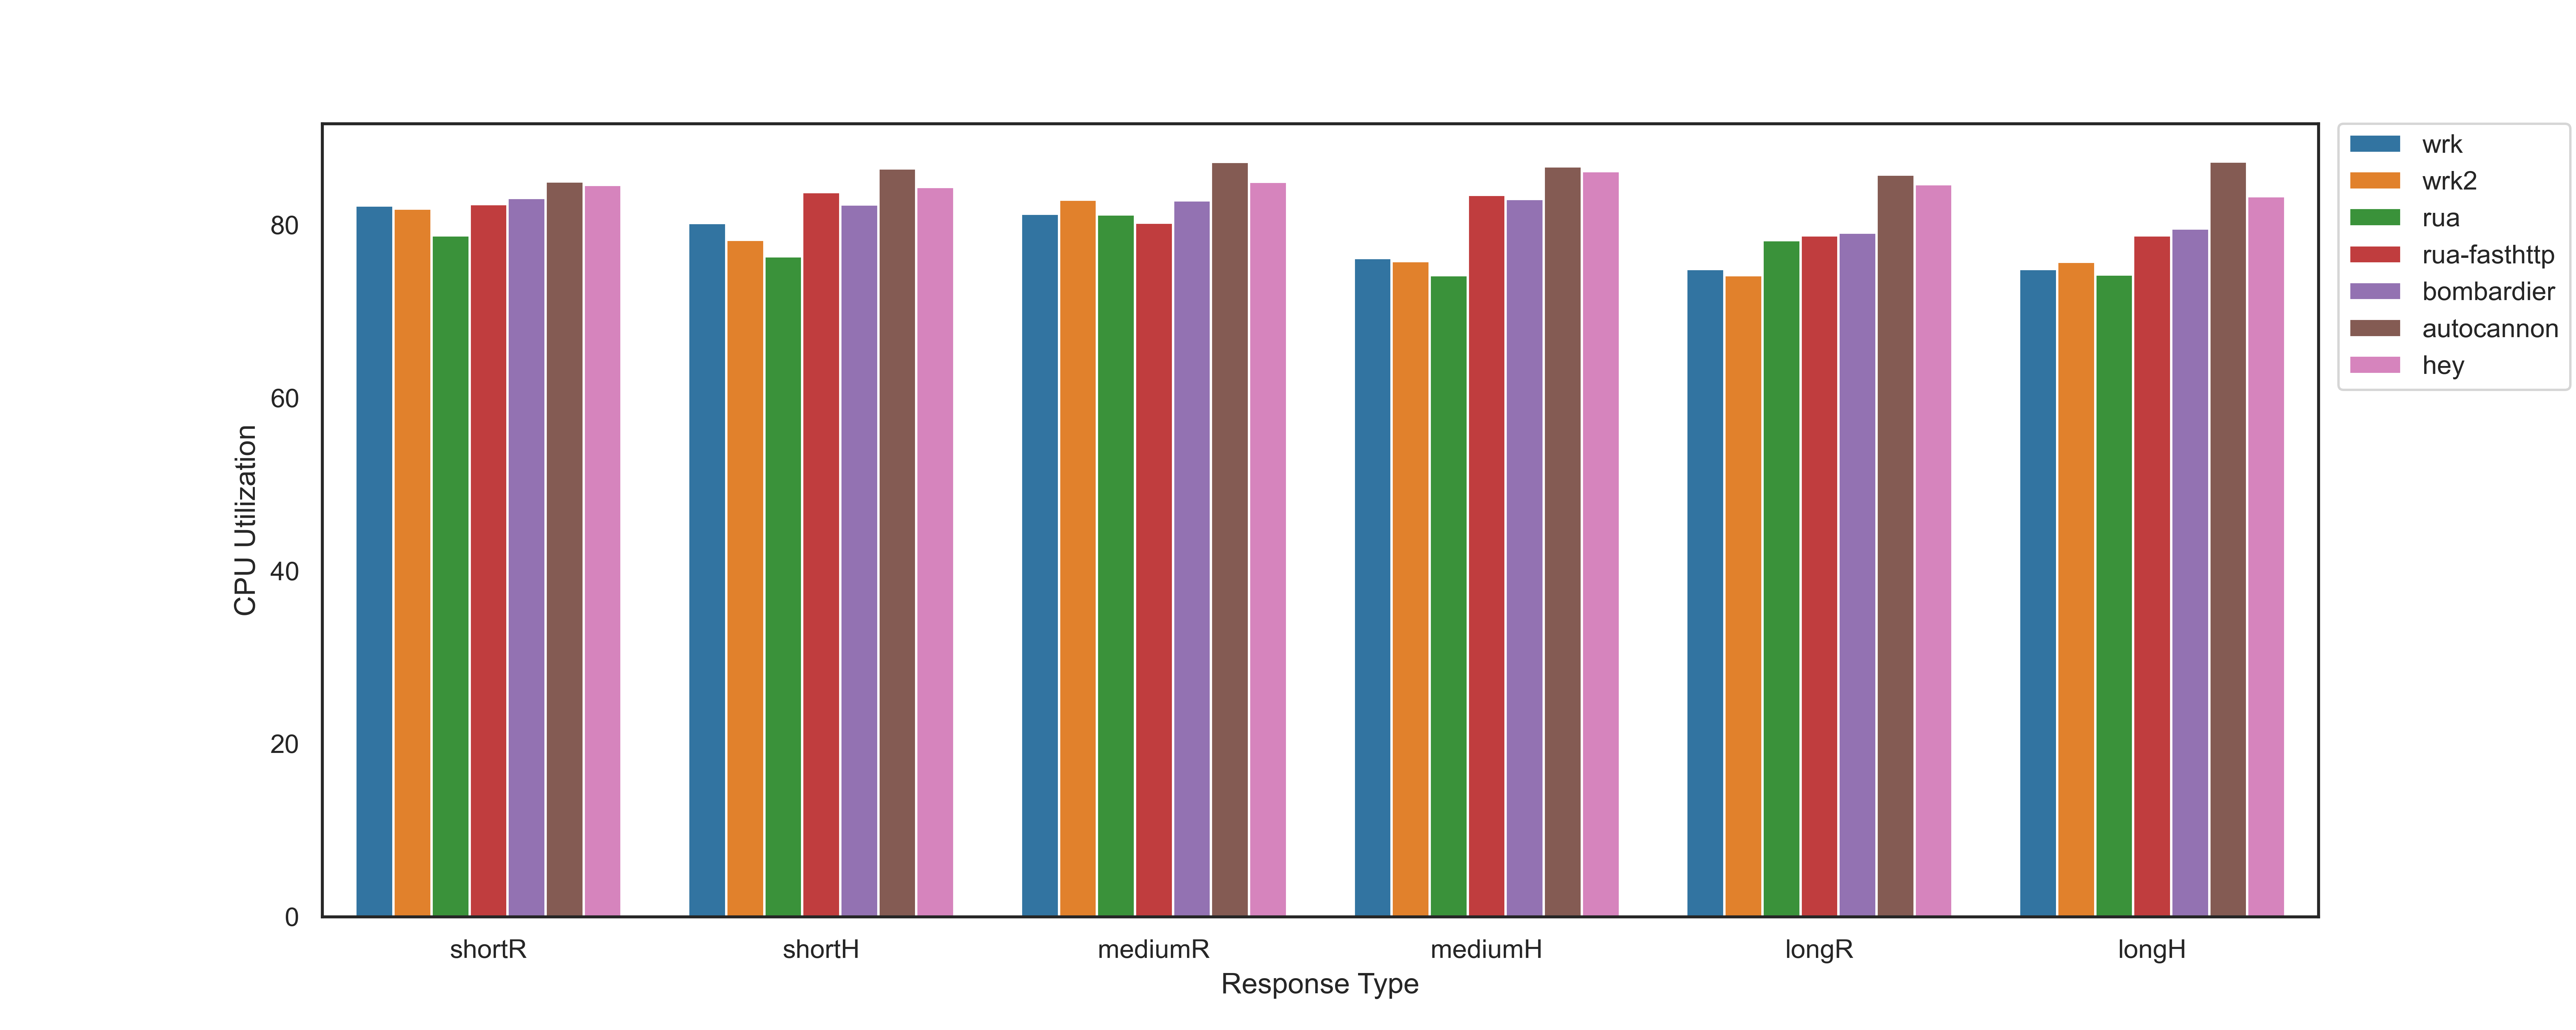 wrk
wrk2
rua
rua-fasthttp
bombardier
autocannon
hey
80
60
40
20
0
CPU Utilization
shortR shortH mediumR mediumH longR longH
Response Type